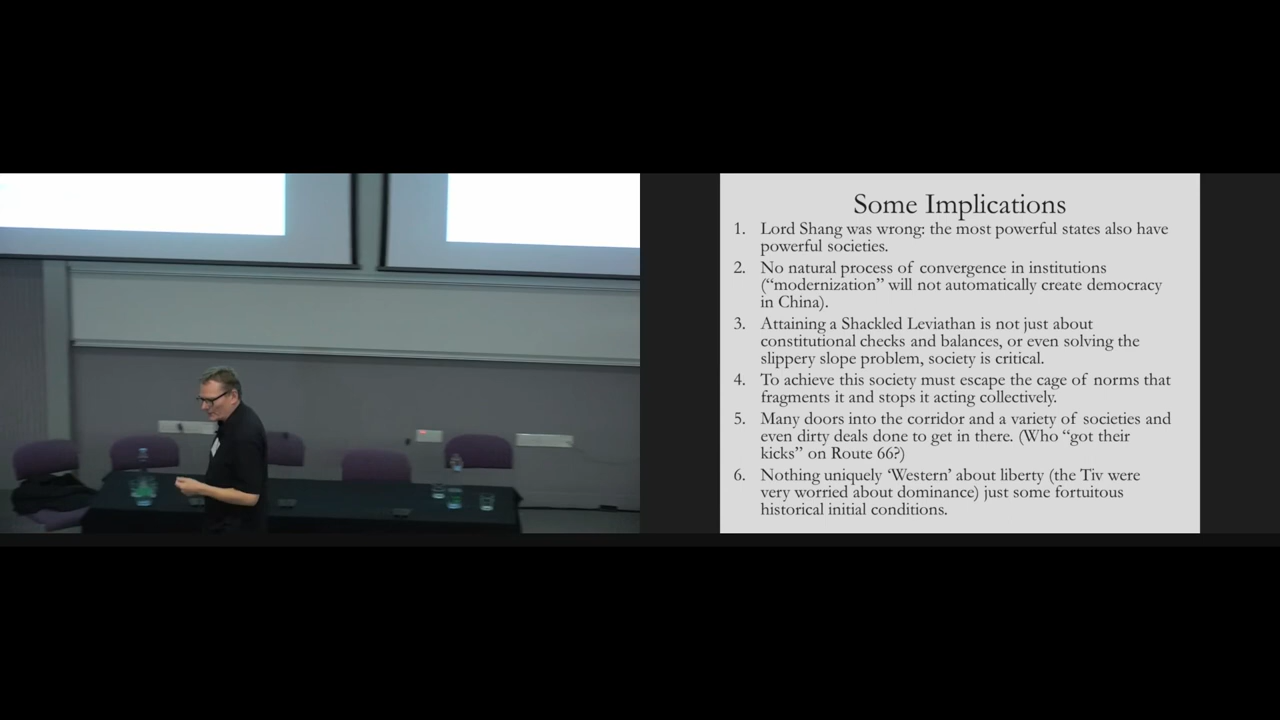 Some Implications
1. Lord Shang was wrong: the most powerful states also have
powerful societies.
2. No natural process of convergence in institutions
(“modernization” will not automatically create democracy
in China).
3. Attaining a Shackled Leviathan is not just about
constitutional checks and balances, or even solving the
slippery slope problem, society is critical.
4. To achieve this society must escape the cage of norms that
fragments it and stops it acting collectively.
5. Many doors into the corridor and a variety of societies and
even dirty deals done to get in there. (Who “got their
kicks” on Route 66?)
6. Nothing uniquely ‘Western’ about liberty (the Tiv were
very worried about dominance) just some fortuitous
historical initial conditions.